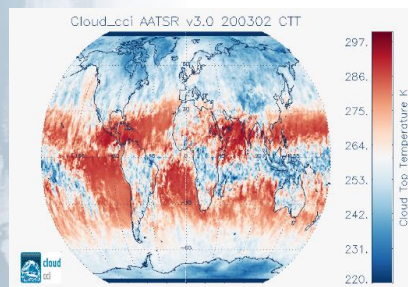 Cloud_cci AATSR v3.0 200302 CTT
297.
286.
275.
264.
253.
242.
231.
220.
Cloud Top Temperature K
cloud
cci